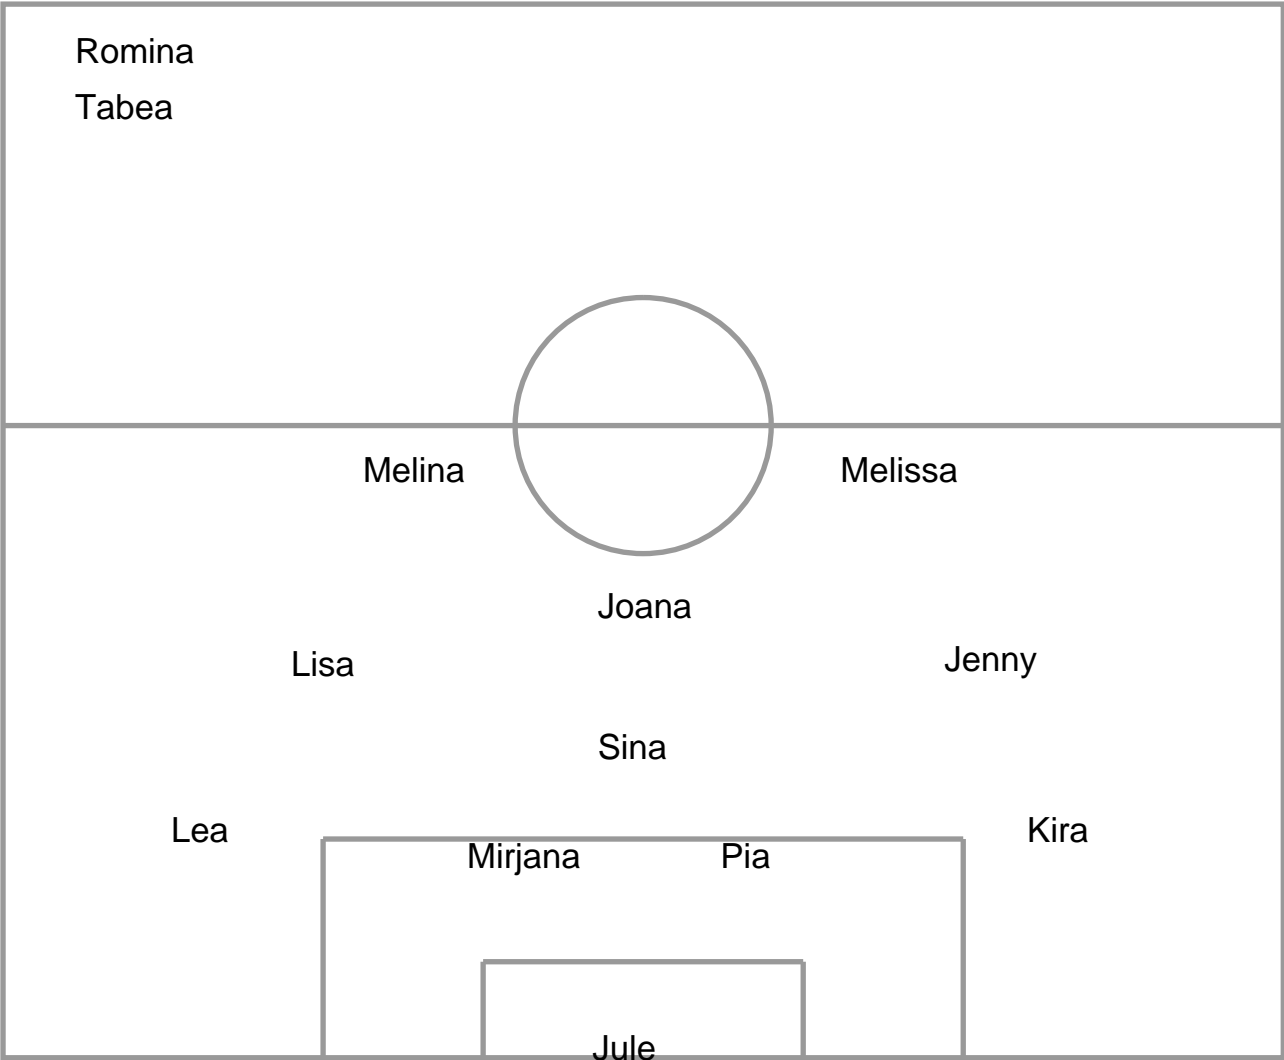 Romina
Tabea
Melina Melissa
Joana
Lisa Jenny
Sina
Lea Kira
Mirjana Pia
Jule